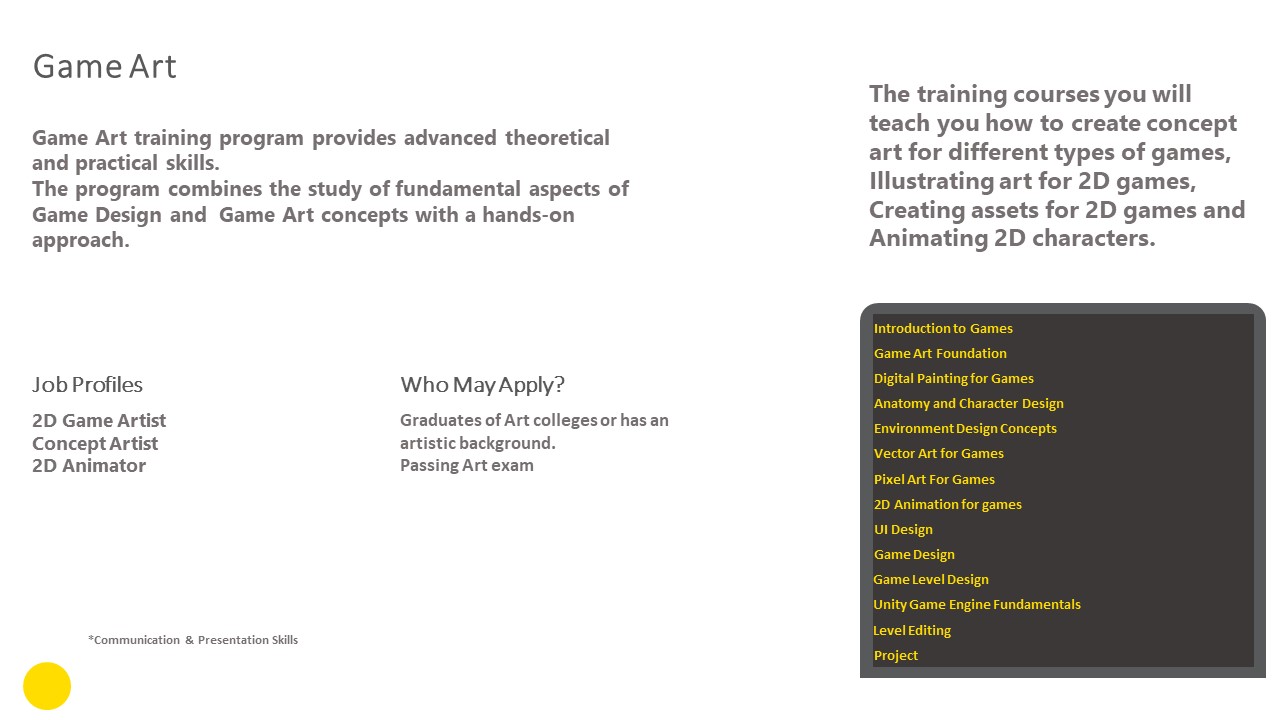 Game Art
Game Art training program provides advanced theoretical
and practical skills.
The program combines the study of fundamental aspects of
Game Design and Game Art concepts with a hands-on
approach.
Job Profiles
2D Game Artist
Concept Artist
2D Animator
Who May Apply?
Graduates of Art colleges or has an
artistic background.
Passing Art exam
*Communication & Presentation Skills
The training courses you will
teach you how to create concept
art for different types of games,
Illustrating art for 2D games,
Creating assets for 2D games and
Animating 2D characters.
Introduction to Games
Game Art Foundation
Digital Painting for Games
Anatomy and Character Design
Environment Design Concepts
Vector Art for Games
Pixel Art For Games
2D Animation for games
UI Design
Game Design
Game Level Design
Unity Game Engine Fundamentals
Level Editing
Project